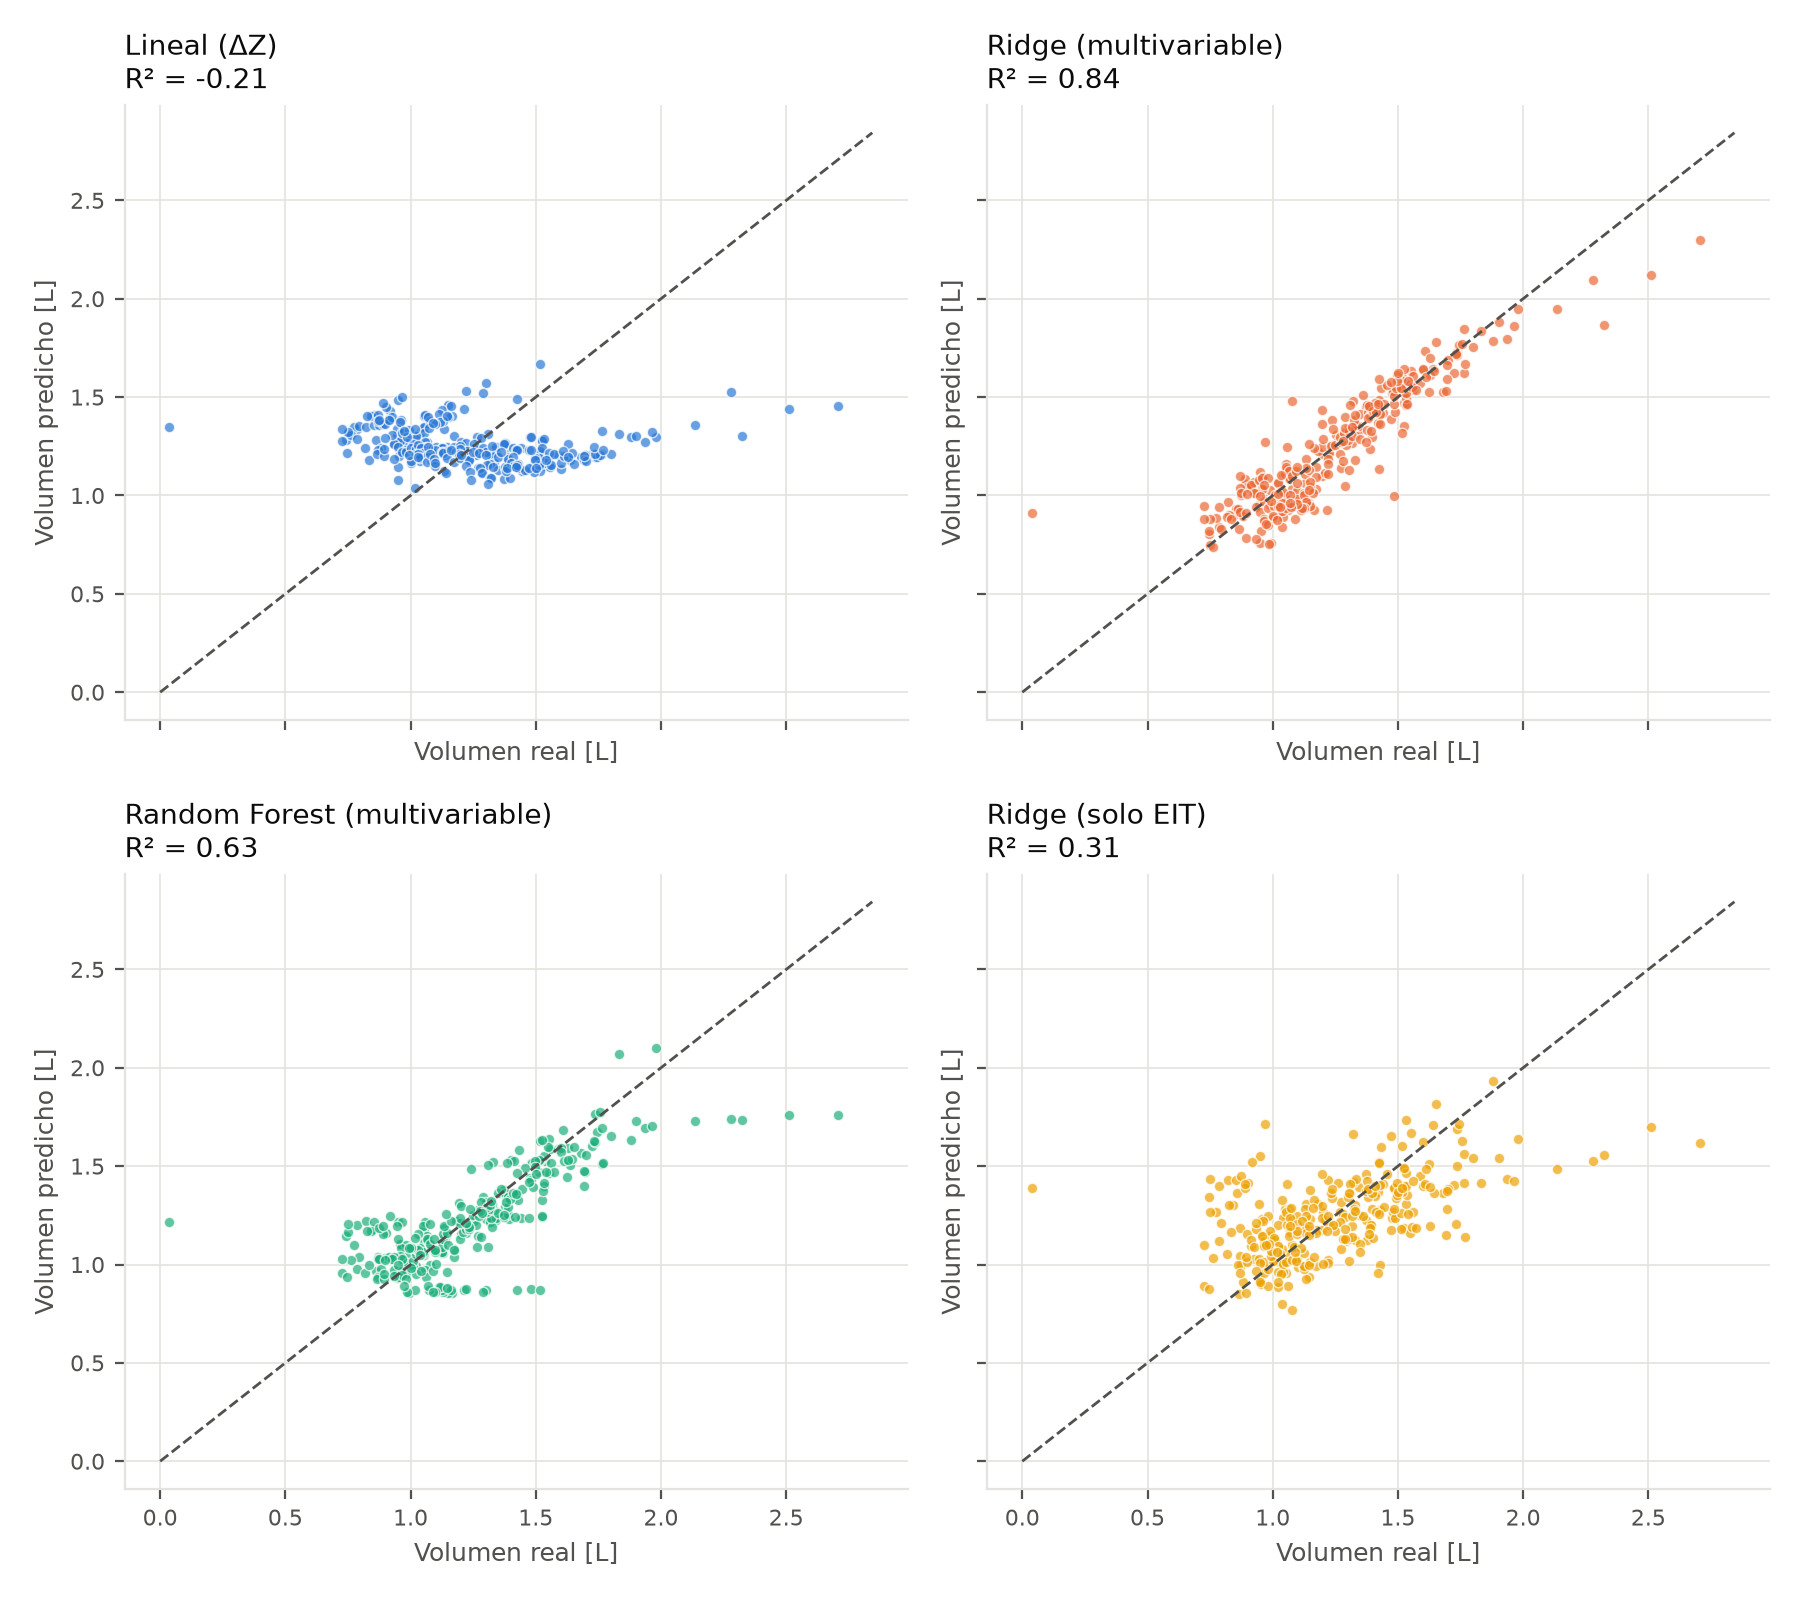 Lineal (ΔZ)
R² = -0.21
Ridge (multivariable)
R² = 0.84
2.5
2.0
1.5
1.0
0.5
0.0
Volumen predicho [L]
Volumen predicho [L]
Volumen real [L]
Volumen real [L]
Random Forest (multivariable)
R² = 0.63
Ridge (solo EIT)
R² = 0.31
2.5
2.0
1.5
1.0
0.5
0.0
Volumen predicho [L]
Volumen predicho [L]
0.0 0.5 1.0 1.5 2.0 2.5
0.0 0.5 1.0 1.5 2.0 2.5
Volumen real [L]
Volumen real [L]